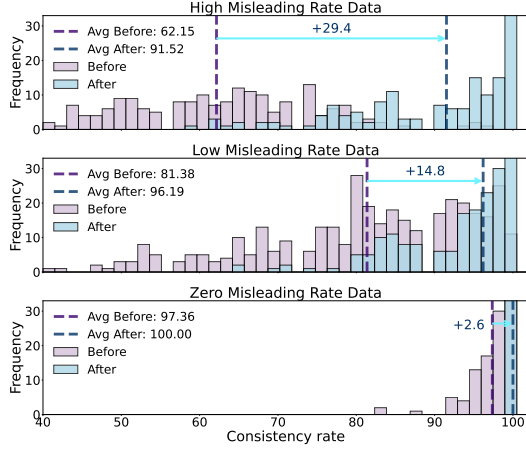 High Misleading Rate Data
Frequency
30
20
10
0
Avg Before: 62.15
Avg After: 91.52
Before
After
+29.4
Low Misleading Rate Data
Frequency
30
20
10
0
Avg Before: 81.38
Avg After: 96.19
Before
After
+14.8
Zero Misleading Rate Data
Frequency
30
20
10
0
Avg Before: 97.36
Avg After: 100.00
Before
After
+2.6
40 50 60 70 80 90 100
Consistency rate